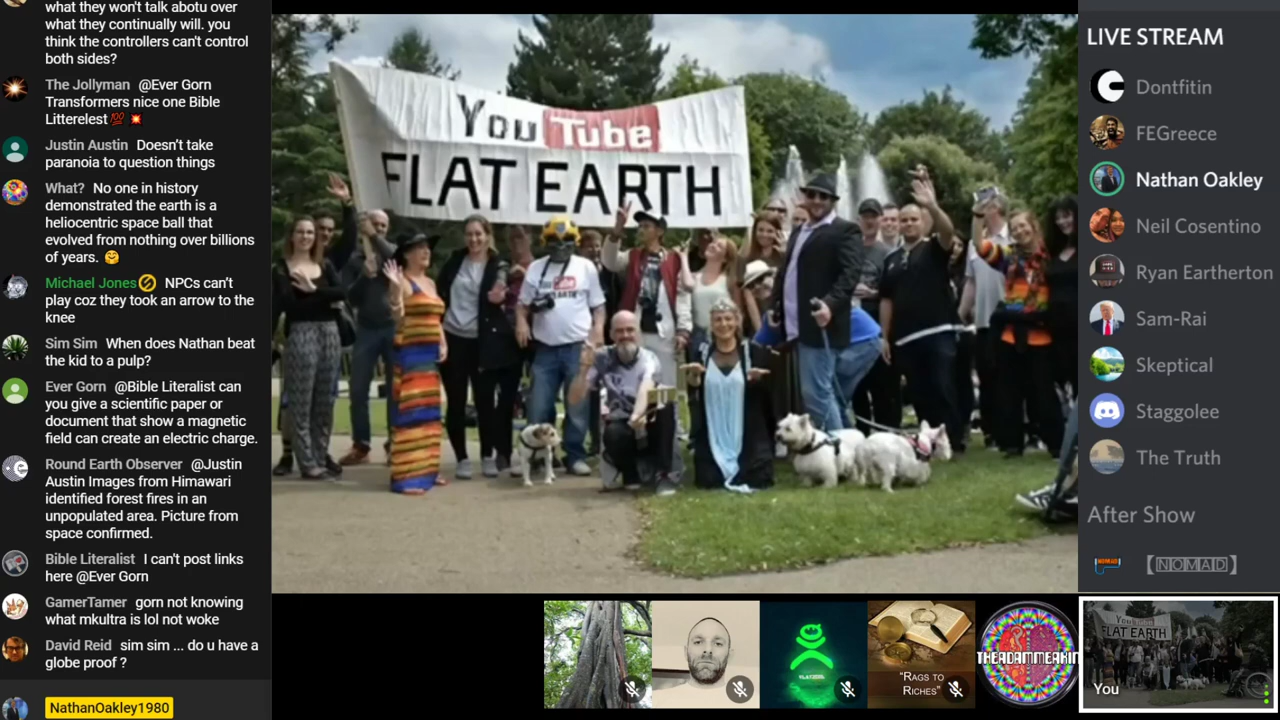 what they won't talk abotu over
what they continually will. you
think the controllers can't control
both sides?
The Jollyman @Ever Gorn
Transformers nice one Bible
Litterelest💯💥
Justin Austin Doesn't take
paranoia to question things
What? No one in history
demonstrated the earth is a
heliocentric space ball that
evolved from nothing over billions
of years. 🤗
Michael Jones NPCs can't
play coz they took an arrow to the
knee
Sim Sim When does Nathan beat
the kid to a pulp?
Ever Gorn @Bible Literalist can
you give a scientific paper or
document that show a magnetic
field can create an electric charge.
Round Earth Observer @Justin
Austin Images from Himawari
identified forest fires in an
unpopulated area. Picture from
space confirmed.
Bible Literalist I can't post links
here @Ever Gorn
GamerTamer gorn not knowing
what mkultra is lol not woke
David Reid sim sim ... do u have a
globe proof ?
NathanOakley1980
You Tube
FLAT EARTH
"RAGS TO
RICHES"
THEADAMMEAKIN
You
LIVE STREAM
Dontfitin
FEGreece
Nathan Oakley
Neil Cosentino
Ryan Eartherton
Sam-Rai
Skeptical
Staggolee
The Truth
After Show
【NOMAD】